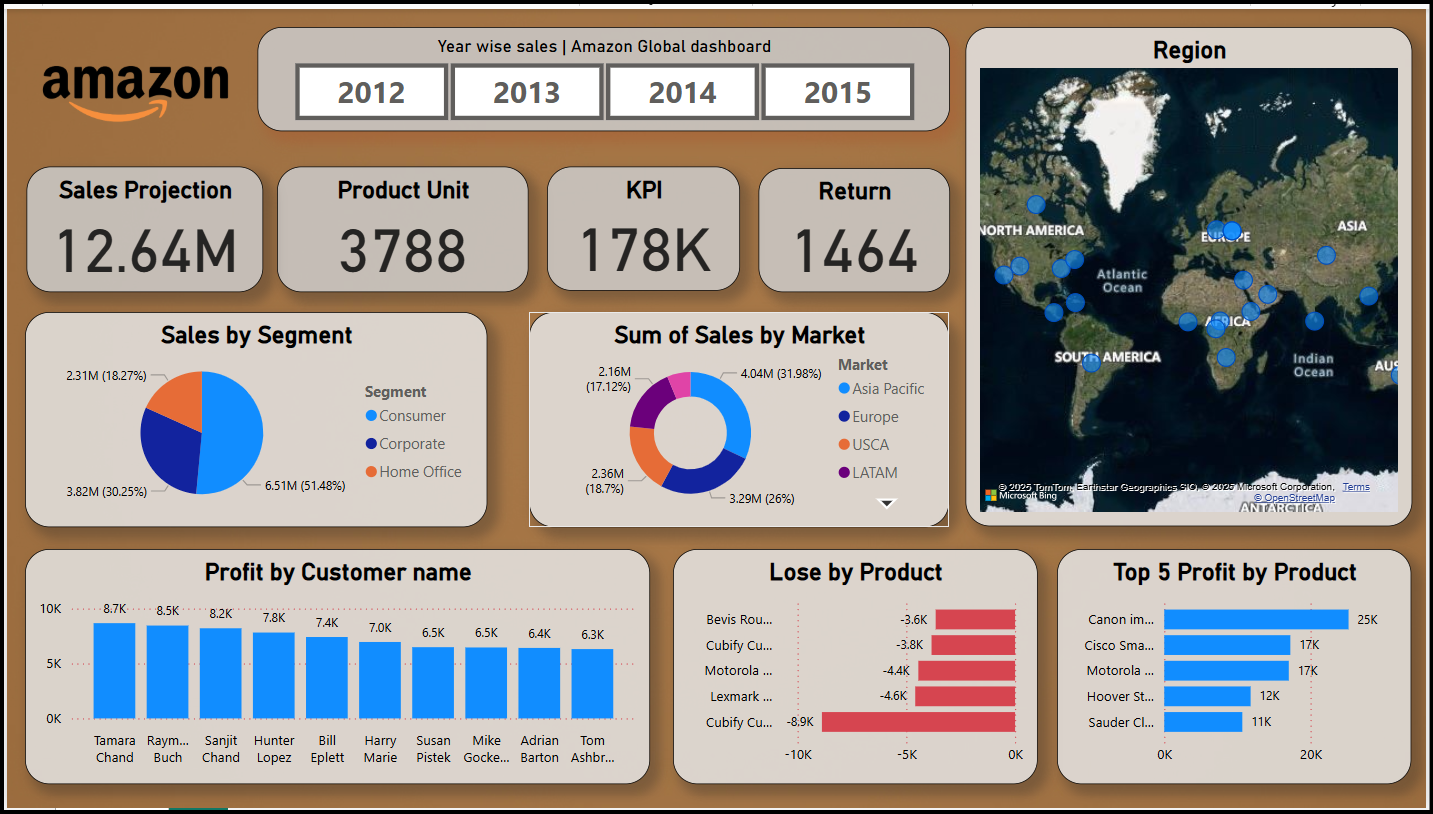 amazon
Year wise sales | Amazon Global dashboard
2012
2013
2014
2015
Region
NORTH AMERICA
EUROPE
ASIA
Atlantic
Ocean
AFRICA
SOUTH AMERICA
Indian
Ocean
AUS
© 2025 TomTom, Earthstar Geographics SIO, © 2025 Microsoft Corporation, Terms
Microsoft Bing
© OpenStreetMap
ANTARCTICA
Sales Projection
12.64M
Product Unit
3788
KPI
178K
Return
1464
Sales by Segment
2.31M (18.27%)
3.82M (30.25%)
6.51M (51.48%)
Segment
Consumer
Corporate
Home Office
Sum of Sales by Market
2.16M
(17.12%)
4.04M (31.98%)
2.36M
(18.7%)
3.29M (26%)
Market
Asia Pacific
Europe
USCA
LATAM
Profit by Customer name
10K
5K
0K
8.7K
8.5K
8.2K
7.8K
7.4K
7.0K
6.5K
6.5K
6.4K
6.3K
Tamara
Chand
Raym...
Buch
Sanjit
Chand
Hunter
Lopez
Bill
Eplett
Harry
Marie
Susan
Pistek
Mike
Gocke...
Adrian
Barton
Tom
Ashbr...
Lose by Product
Bevis Rou... -3.6K
Cubify Cu... -3.8K
Motorola ... -4.4K
Lexmark ... -4.6K
Cubify Cu... -8.9K
-10K -5K 0K
Top 5 Profit by Product
Canon im... 25K
Cisco Sma... 17K
Motorola ... 17K
Hoover St... 12K
Sauder Cl... 11K
0K 20K